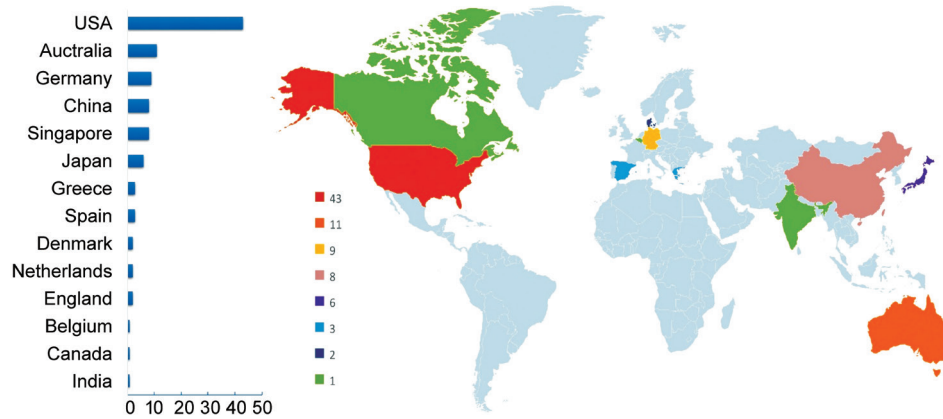 USA
Auctralia
Germany
China
Singapore
Japan
Greece
Spain
Denmark
Netherlands
England
Belgium
Canada
India
0 10 20 30 40 50
43
11
9
8
6
3
2
1